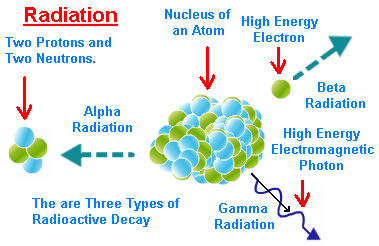 Radiation
Two Protons and
Two Neutrons.
Nucleus of
an Atom
High Energy
Electron
Beta
Radiation
Alpha
Radiation
High Energy
Electromagnetic
Photon
The are Three Types of
Radioactive Decay
Gamma
Radiation